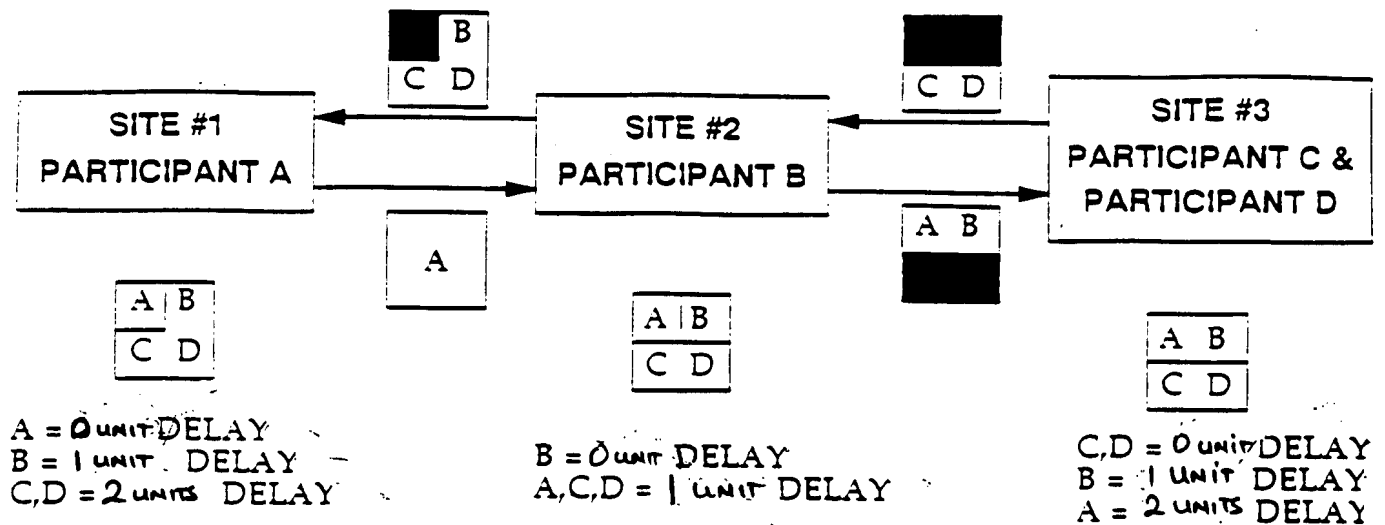 B
C D
C D
SITE #1
PARTICIPANT A
SITE #2
PARTICIPANT B
SITE #3
PARTICIPANT C &
PARTICIPANT D
A
A B
A B
C D
A B
C D
A B
C D
A = 0 UNIT DELAY
B = 1 UNIT DELAY
C,D = 2 UNITS DELAY
B = 0 UNIT DELAY
A,C,D = 1 UNIT DELAY
C,D = 0 UNIT DELAY
B = 1 UNIT DELAY
A = 2 UNITS DELAY